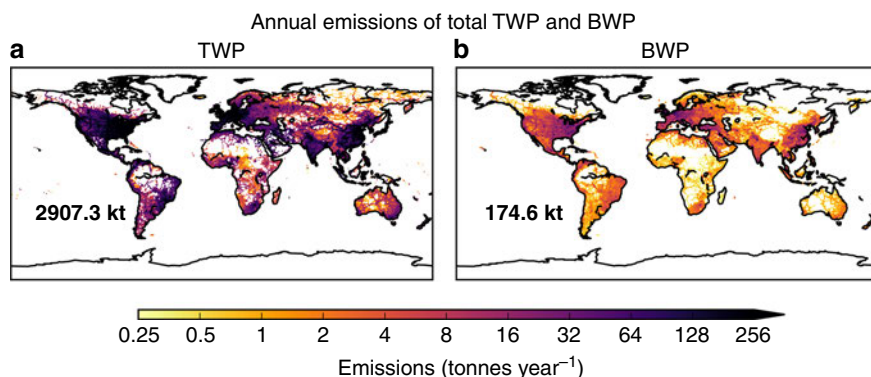 Annual emissions of total TWP and BWP
a TWP
b BWP
2907.3 kt
174.6 kt
0.25 0.5 1 2 4 8 16 32 64 128 256
Emissions (tonnes year⁻¹)